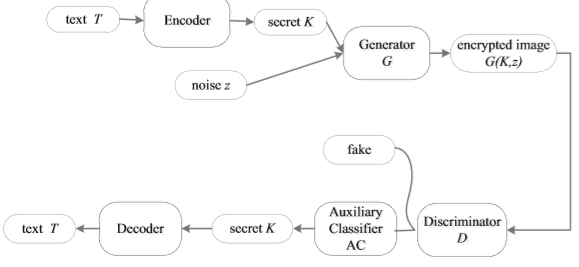 text T
Encoder
secret K
noise z
Generator
G
encrypted image
G(K,z)
fake
text T
Decoder
secret K
Auxiliary
Classifier
AC
Discriminator
D